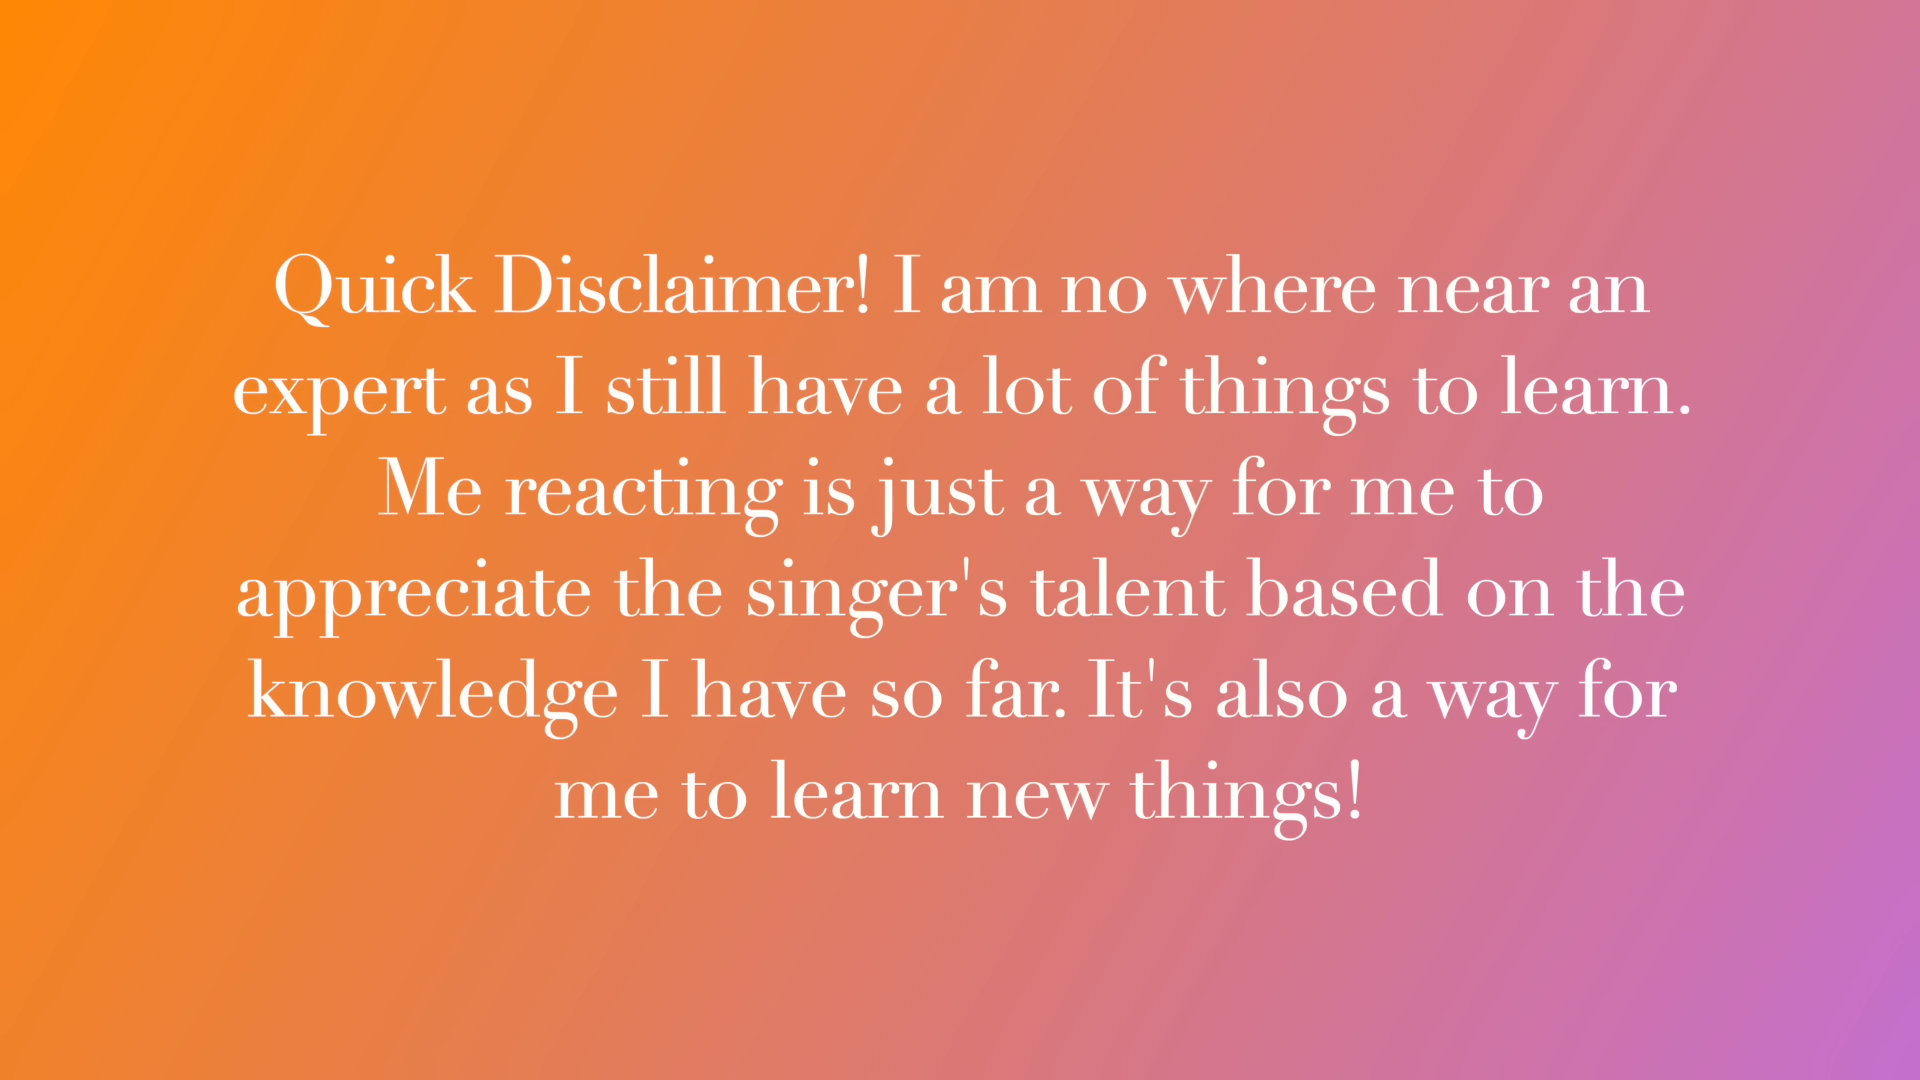 Quick Disclaimer! I am no where near an
expert as I still have a lot of things to learn.
Me reacting is just a way for me to
appreciate the singer's talent based on the
knowledge I have so far. It's also a way for
me to learn new things!